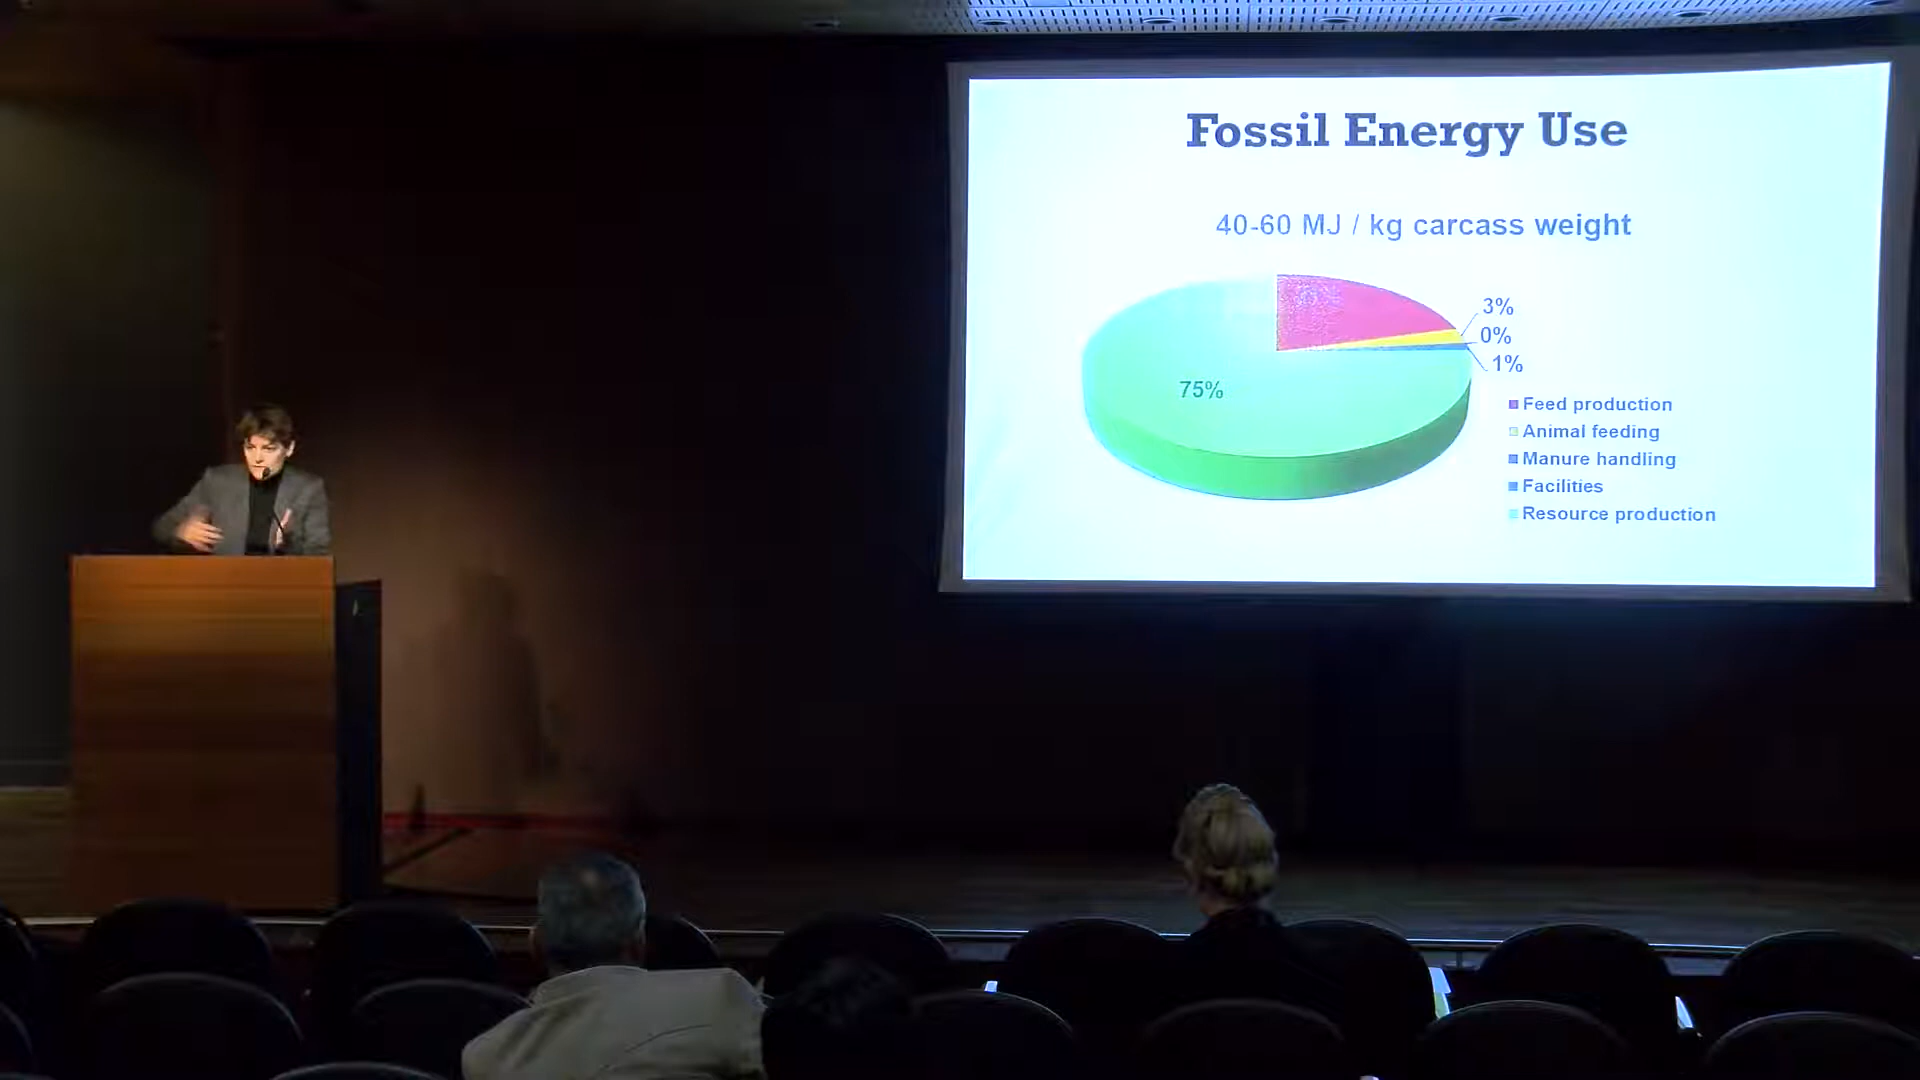 Fossil Energy Use
40-60 MJ / kg carcass weight
3%
0%
1%
75%
Feed production
Animal feeding
Manure handling
Facilities
Resource production